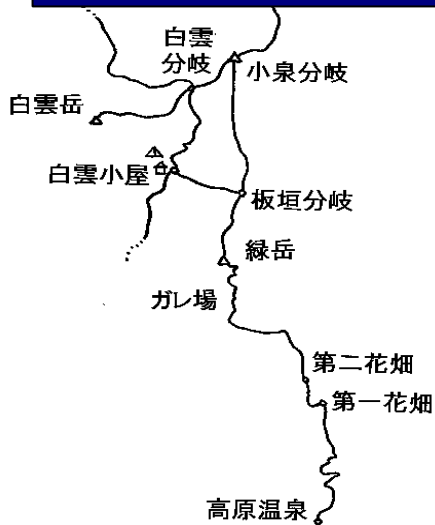 白雲
分岐
小泉分岐
白雲岳
白雲小屋
板垣分岐
緑岳
ガレ場
第二花畑
第一花畑
高原温泉